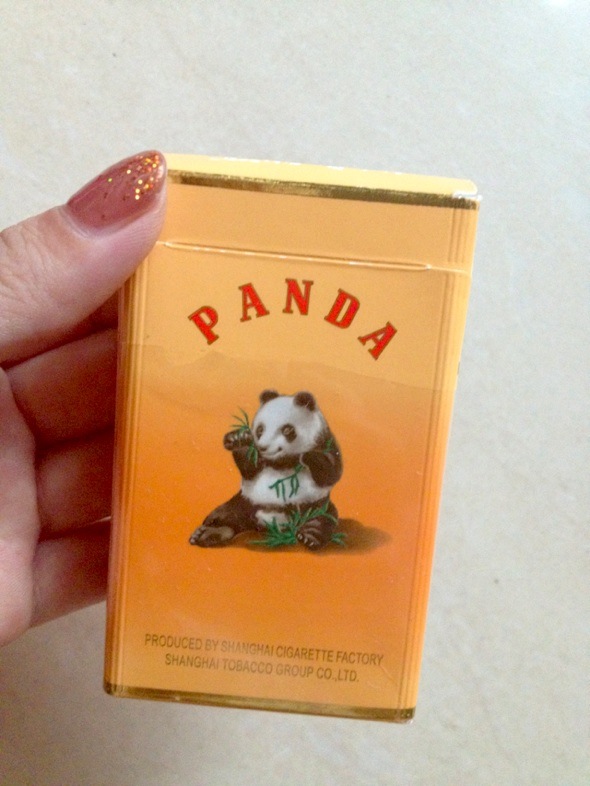 PANDA
PRODUCED BY SHANGHAI CIGARETTE FACTORY
SHANGHAI TOBACCO GROUP CO.,LTD.